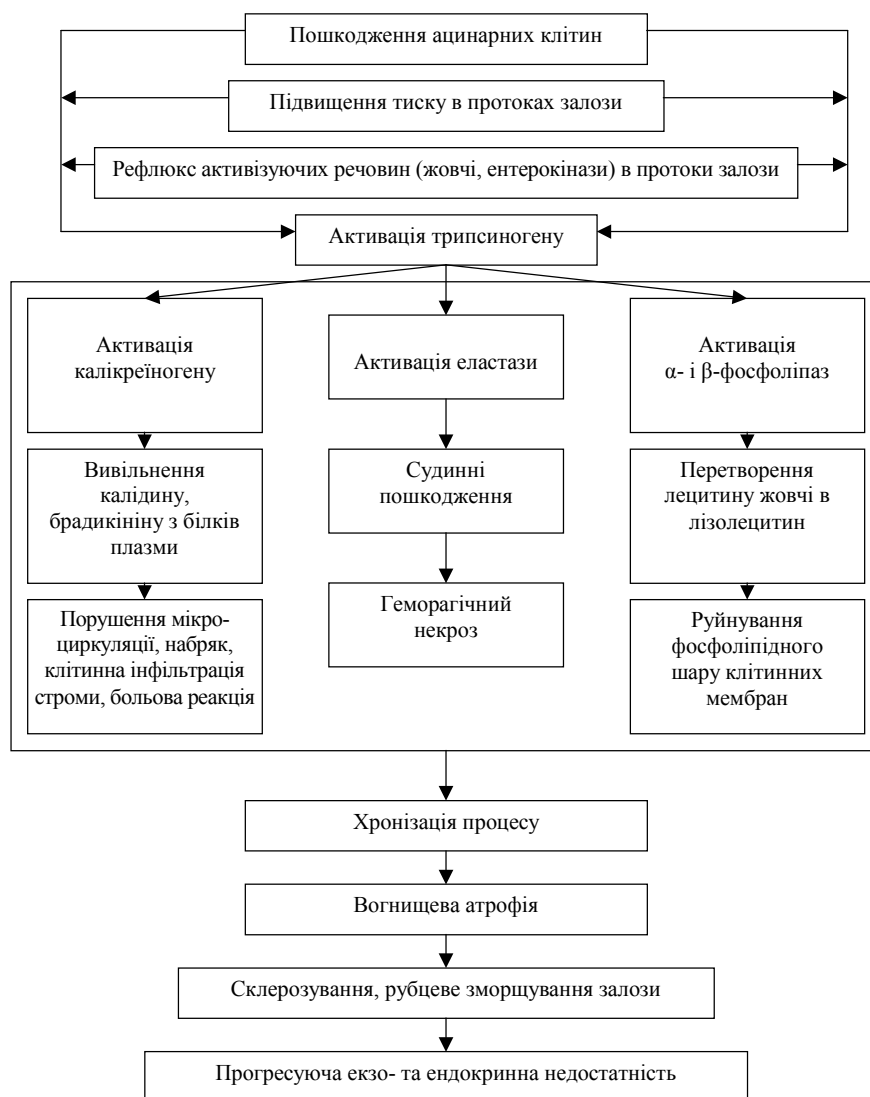 Пошкодження ацинарних клітин
Підвищення тиску в протоках залози
Рефлюкс активізуючих речовин (жовчі, ентерокінази) в протоки залози
Активація трипсиногену
Активація
калікреїногену
Активація еластази
Активація
α- і β-фосфоліпаз
Вивільнення
калідину,
брадикініну з білків
плазми
Судинні
пошкодження
Перетворення
лецитину жовчі в
лізолецитин
Порушення мікро-
циркуляції, набряк,
клітинна інфільтрація
строми, больова реакція
Геморагічний
некроз
Руйнування
фосфоліпідного
шару клітинних
мембран
Хронізація процесу
Вогнищева атрофія
Склерозування, рубцеве зморщування залози
Прогресуюча екзо- та ендокринна недостатність